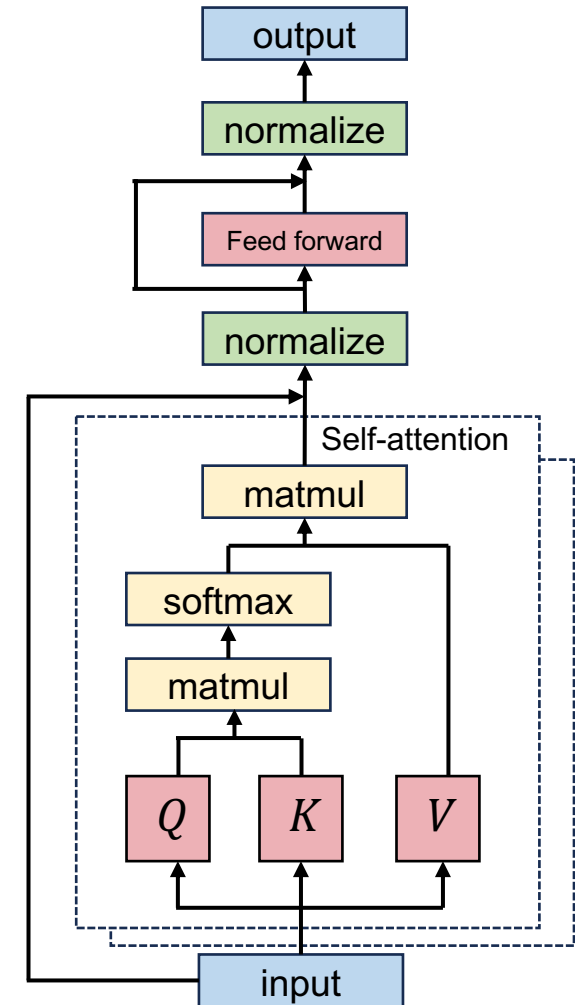 output
normalize
Feed forward
normalize
Self-attention
matmul
softmax
matmul
Q K V
input